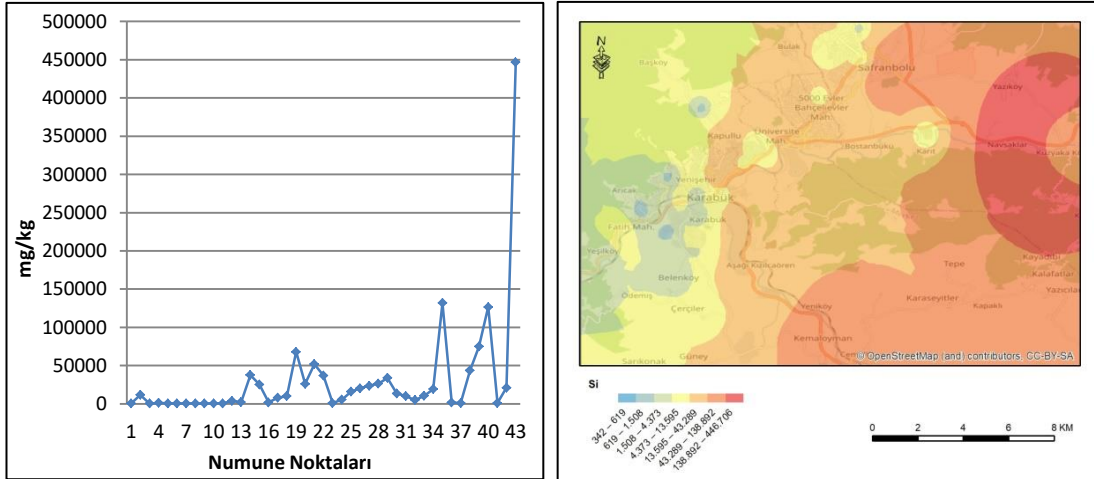 500000
450000
400000
350000
300000
250000
200000
150000
100000
50000
0
mg/kg
1 4 7 10 13 16 19 22 25 28 31 34 37 40 43
Numune Noktaları
N
Bulak
Başköy
Safranbolu
Yazıköy
5000 Evler
Bahçelievler
Mah.
Kapullu
Üniversite
Mah.
Bostanbükü
Navsaklar
Yenişehir
Karabük
Fatih Mah.
Karabük
Yeşilköy
Kayadibi
Belenköy
Aşağı Kızılcaören
Tepe
Kalafatlar
Ödemiş
Karaseyitler
Kapaklı
Çerçiler
Yeniköy
Kemaloyman
Sarıkonak
Güney
© OpenStreetMap (and) contributors, CC-BY-SA
Si
342 – 619
619 – 1.508
1.508 – 4.373
4.373 – 13.595
13.595 – 43.289
43.289 – 138.892
138.892 – 446.706
0 2 4 6 8 KM